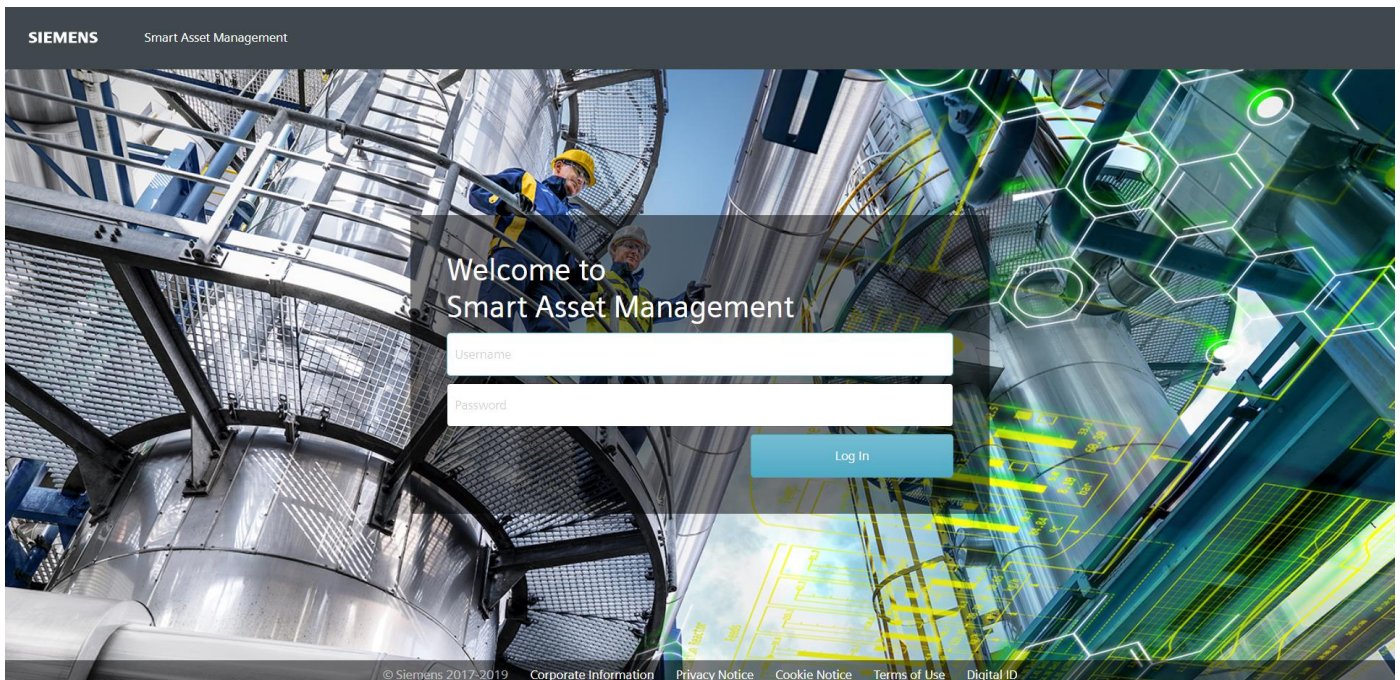 SIEMENS Smart Asset Management
Welcome to
Smart Asset Management
Username
Password
Log In
© Siemens 2017-2019 Corporate Information Privacy Notice Cookie Notice Terms of Use Digital ID